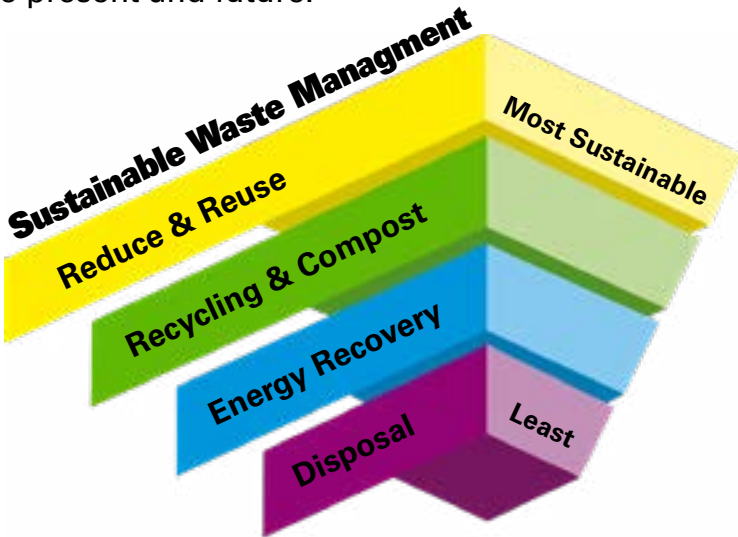 present and future.
Sustainable Waste Managment
Reduce & Reuse
Most Sustainable
Recycling & Compost
Energy Recovery
Disposal
Least